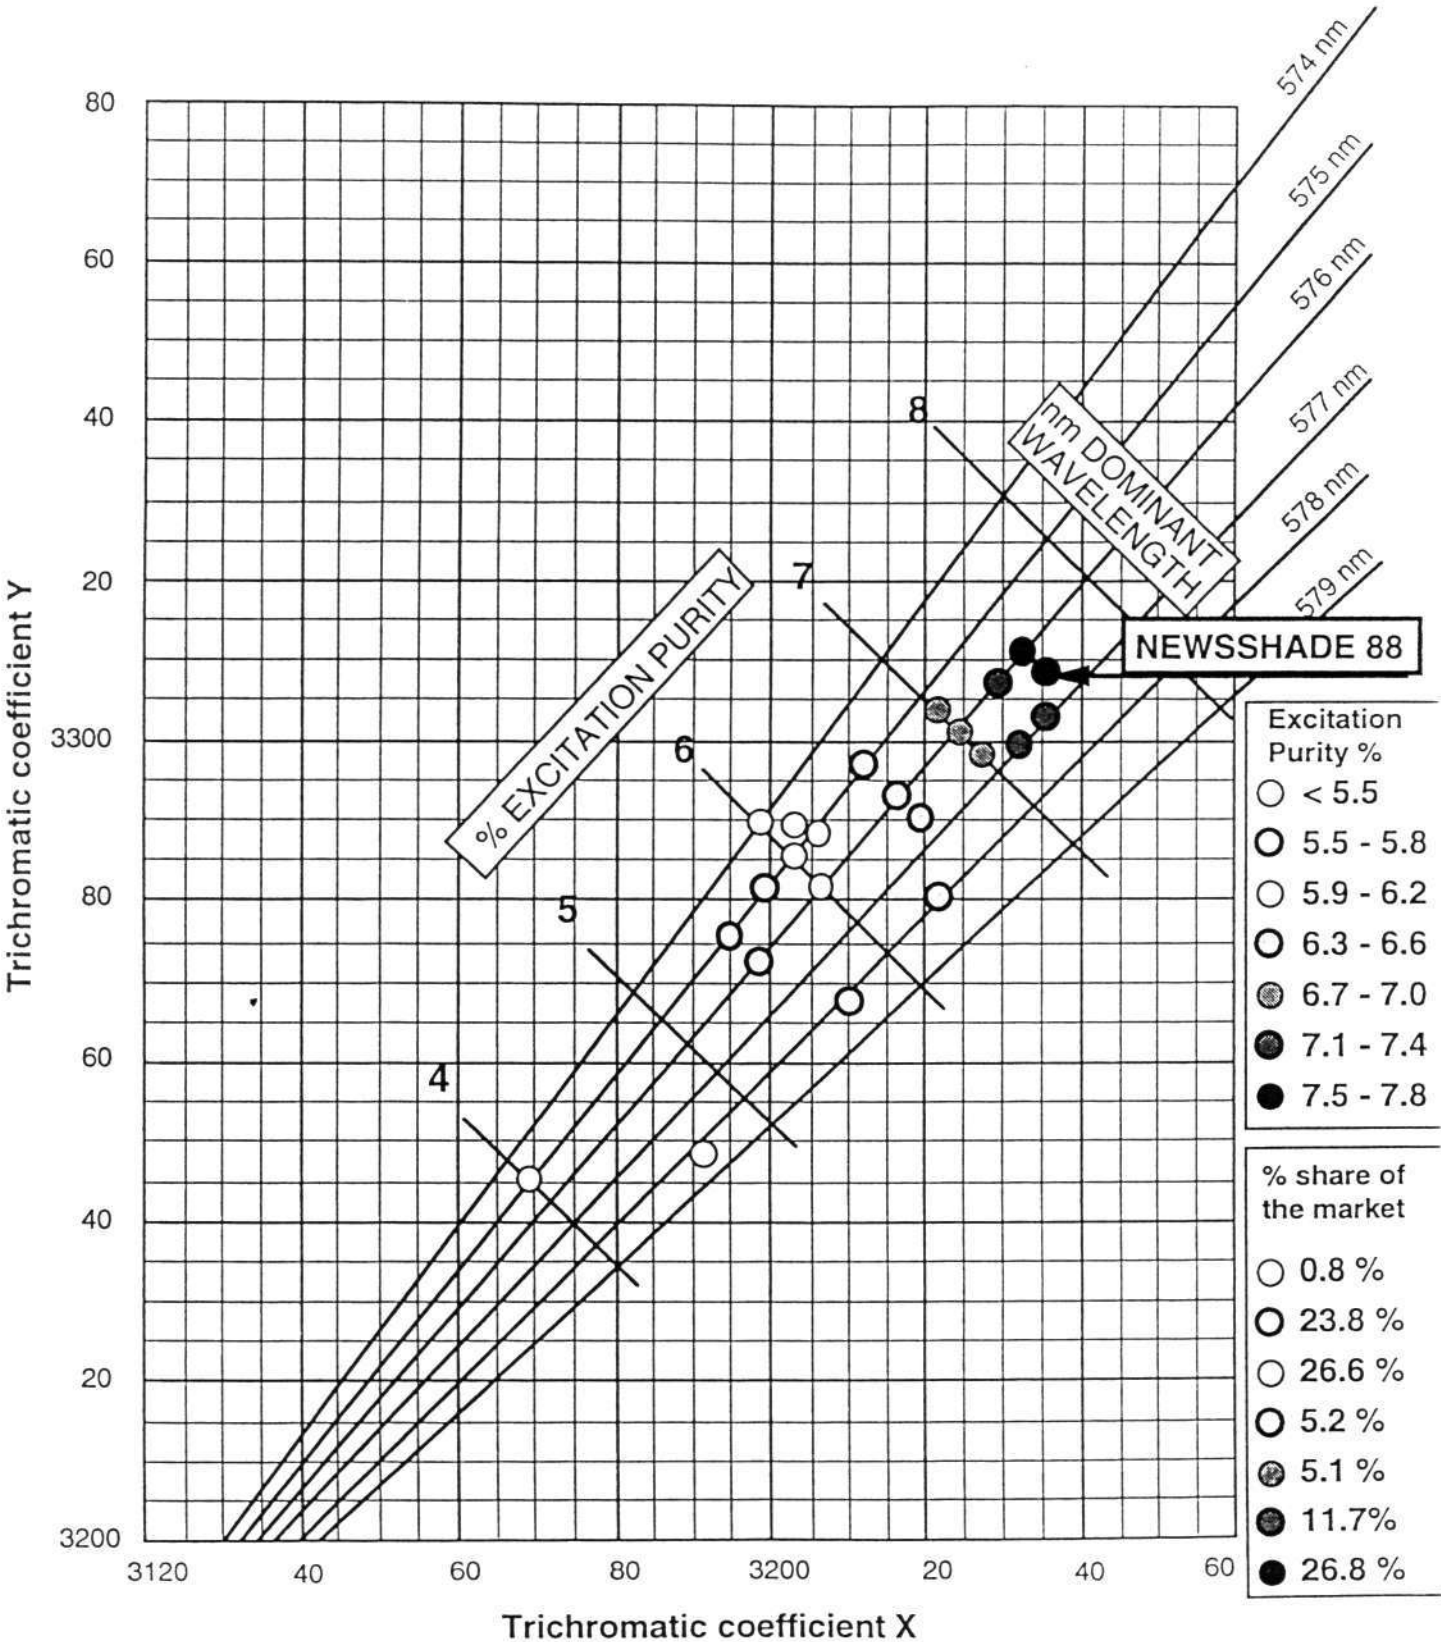 574 nm
575 nm
576 nm
577 nm
578 nm
579 nm
80
60
40
20
3300
80
60
40
20
3200
Trichromatic coefficient Y
8
7
6
5
4
nm DOMINANT
WAVELENGTH
% EXCITATION PURITY
NEWSSHADE 88
Excitation
Purity %
< 5.5
5.5 - 5.8
5.9 - 6.2
6.3 - 6.6
6.7 - 7.0
7.1 - 7.4
7.5 - 7.8
% share of
the market
0.8 %
23.8 %
26.6 %
5.2 %
5.1 %
11.7%
26.8 %
3120 40 60 80 3200 20 40 60
Trichromatic coefficient X